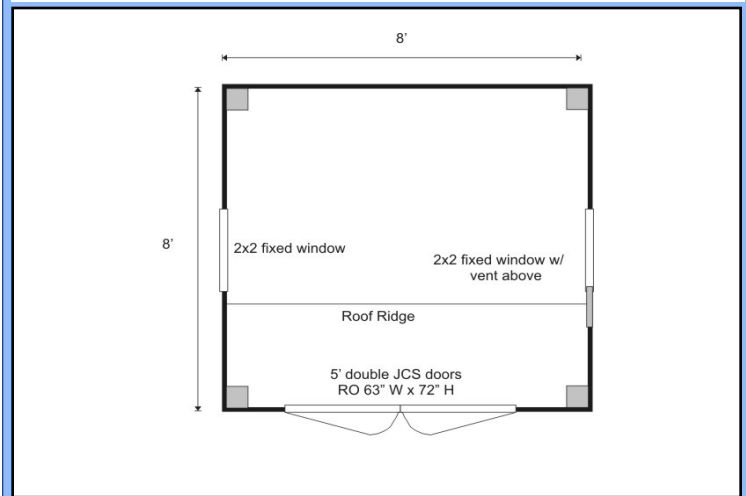 8’
8’
2x2 fixed window
2x2 fixed window w/
vent above
Roof Ridge
5’ double JCS doors
RO 63” W x 72” H